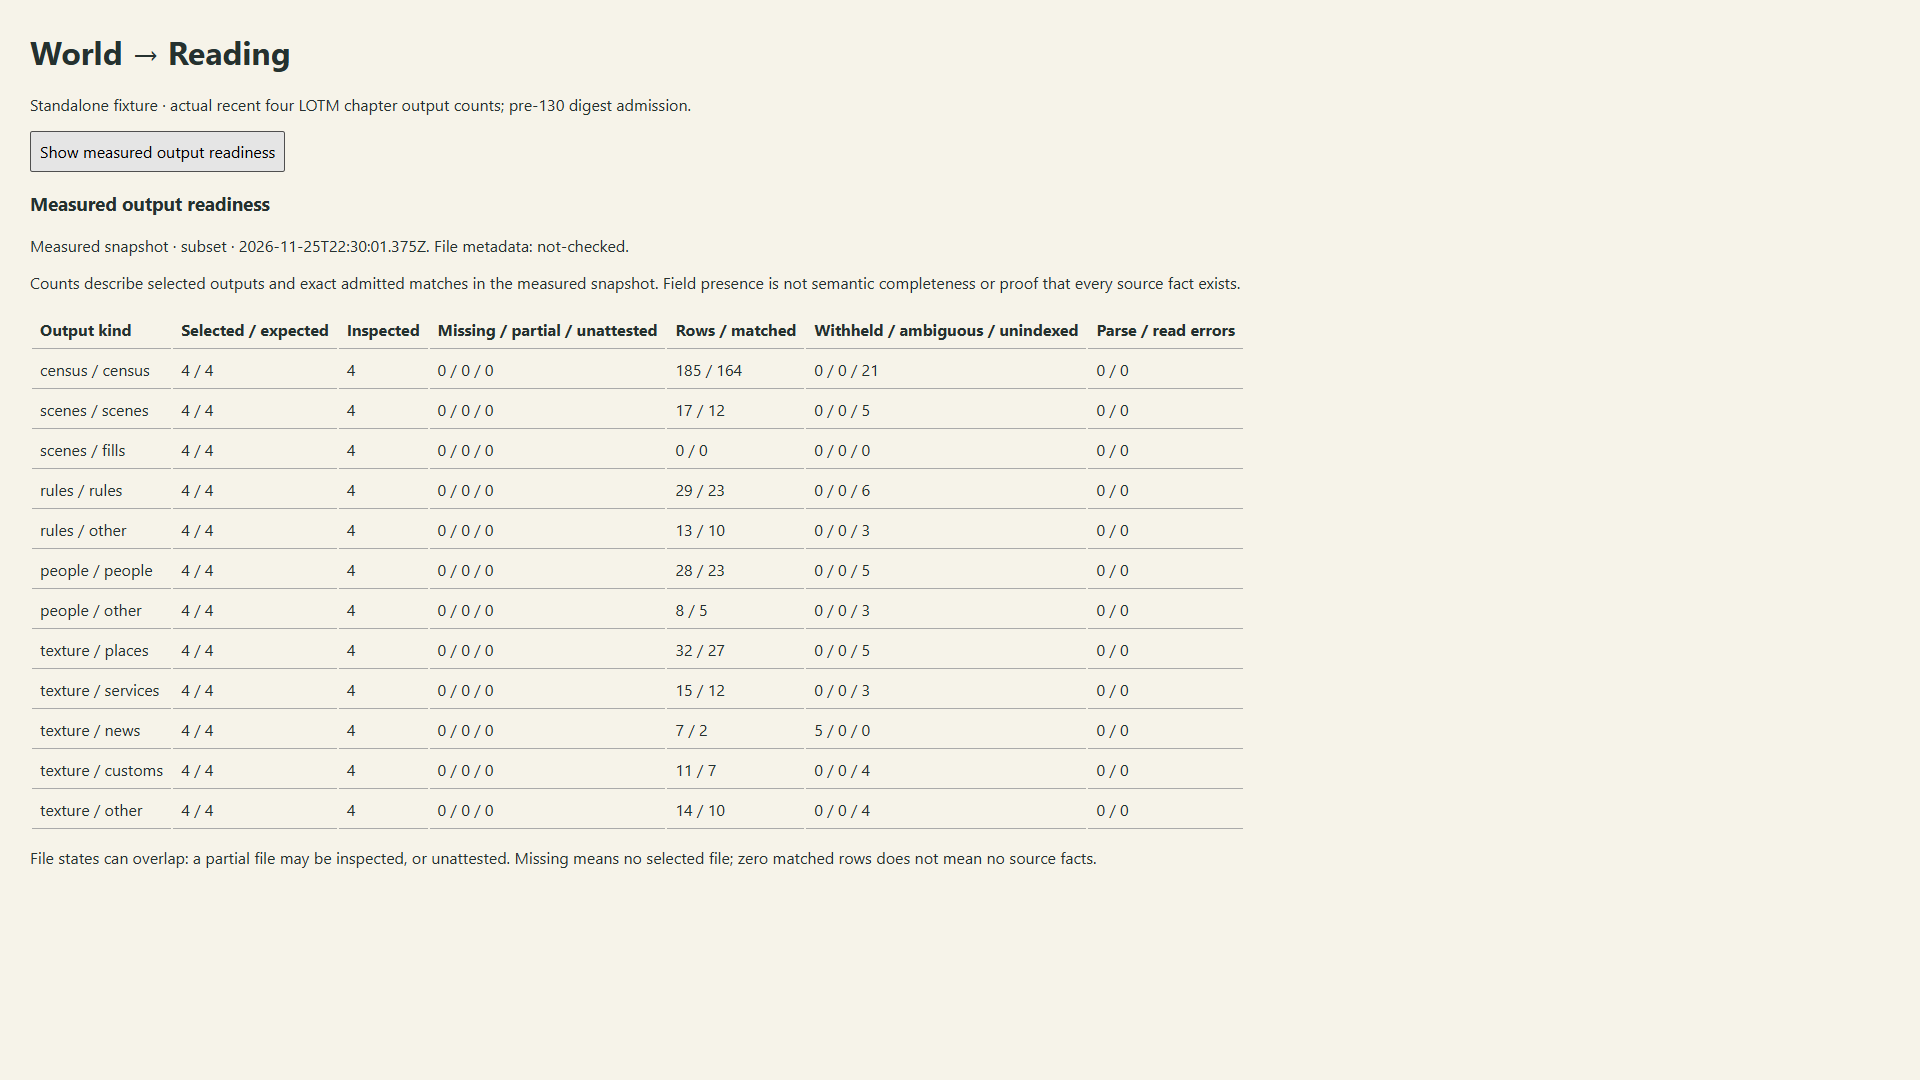 World → Reading
Standalone fixture · actual recent four LOTM chapter output counts; pre-130 digest admission.
Show measured output readiness
Measured output readiness
Measured snapshot · subset · 2026-11-25T22:30:01.375Z. File metadata: not-checked.
Counts describe selected outputs and exact admitted matches in the measured snapshot. Field presence is not semantic completeness or proof that every source fact exists.
Output kind Selected / expected Inspected Missing / partial / unattested Rows / matched Withheld / ambiguous / unindexed Parse / read errors
census / census 4 / 4 4 0 / 0 / 0 185 / 164 0 / 0 / 21 0 / 0
scenes / scenes 4 / 4 4 0 / 0 / 0 17 / 12 0 / 0 / 5 0 / 0
scenes / fills 4 / 4 4 0 / 0 / 0 0 / 0 0 / 0 / 0 0 / 0
rules / rules 4 / 4 4 0 / 0 / 0 29 / 23 0 / 0 / 6 0 / 0
rules / other 4 / 4 4 0 / 0 / 0 13 / 10 0 / 0 / 3 0 / 0
people / people 4 / 4 4 0 / 0 / 0 28 / 23 0 / 0 / 5 0 / 0
people / other 4 / 4 4 0 / 0 / 0 8 / 5 0 / 0 / 3 0 / 0
texture / places 4 / 4 4 0 / 0 / 0 32 / 27 0 / 0 / 5 0 / 0
texture / services 4 / 4 4 0 / 0 / 0 15 / 12 0 / 0 / 3 0 / 0
texture / news 4 / 4 4 0 / 0 / 0 7 / 2 5 / 0 / 0 0 / 0
texture / customs 4 / 4 4 0 / 0 / 0 11 / 7 0 / 0 / 4 0 / 0
texture / other 4 / 4 4 0 / 0 / 0 14 / 10 0 / 0 / 4 0 / 0
File states can overlap: a partial file may be inspected, or unattested. Missing means no selected file; zero matched rows does not mean no source facts.